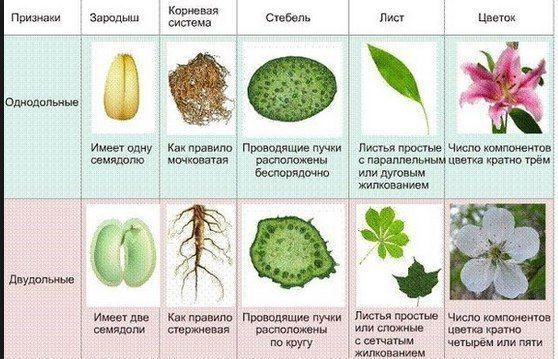 Признаки
Зародыш
Корневая
система
Стебель
Лист
Цветок
Однодольные
Имеет одну
семядолю
Как правило
мочковатая
Проводящие пучки
расположены
беспорядочно
Листья простые
с параллельным
или дуговым
жилкованием
Число компонентов
цветка кратно трём
Двудольные
Имеет две
семядоли
Как правило
стержневая
Проводящие пучки
расположены
по кругу
Листья простые
или сложные
с сетчатым
жилкованием
Число компонентов
цветка кратно
четырём или пяти